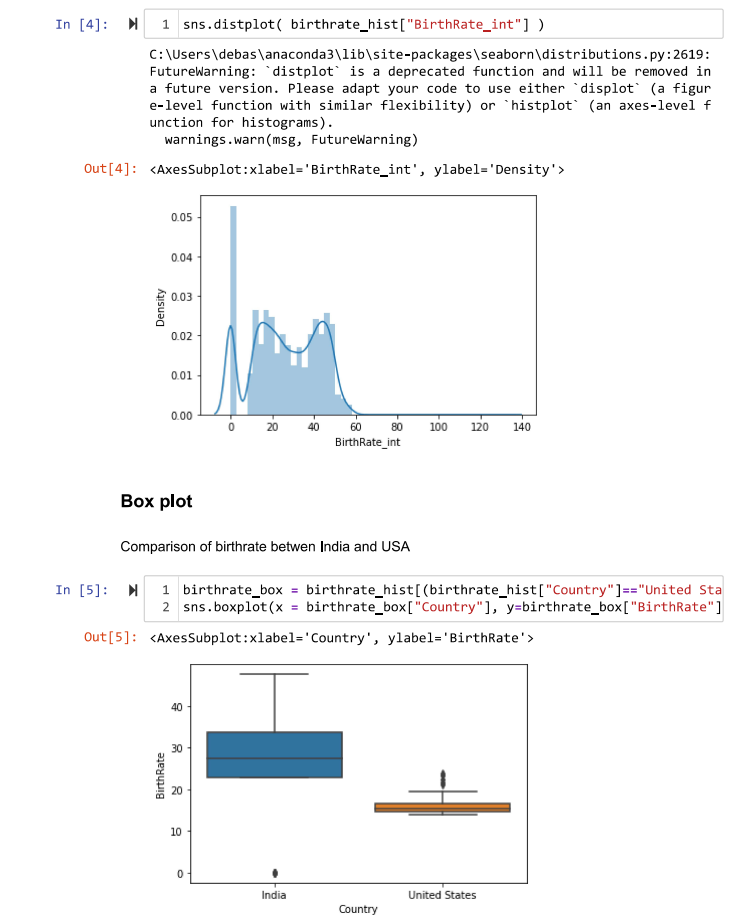 In [4]: 1 sns.distplot( birthrate_hist["BirthRate_int"] )
C:\Users\debas\anaconda3\lib\site-packages\seaborn\distributions.py:2619:
FutureWarning: `distplot` is a deprecated function and will be removed in
a future version. Please adapt your code to use either `displot` (a figur
e-level function with similar flexibility) or `histplot` (an axes-level f
unction for histograms).
warnings.warn(msg, FutureWarning)
Out[4]: <AxesSubplot:xlabel='BirthRate_int', ylabel='Density'>
0.05
0.04
0.03
0.02
0.01
0.00
Density
0 20 40 60 80 100 120 140
BirthRate_int
Box plot
Comparison of birthrate betwen India and USA
In [5]: 1 birthrate_box = birthrate_hist[(birthrate_hist["Country"]=="United Sta
2 sns.boxplot(x = birthrate_box["Country"], y=birthrate_box["BirthRate"]
Out[5]: <AxesSubplot:xlabel='Country', ylabel='BirthRate'>
40
30
20
10
0
BirthRate
India United States
Country